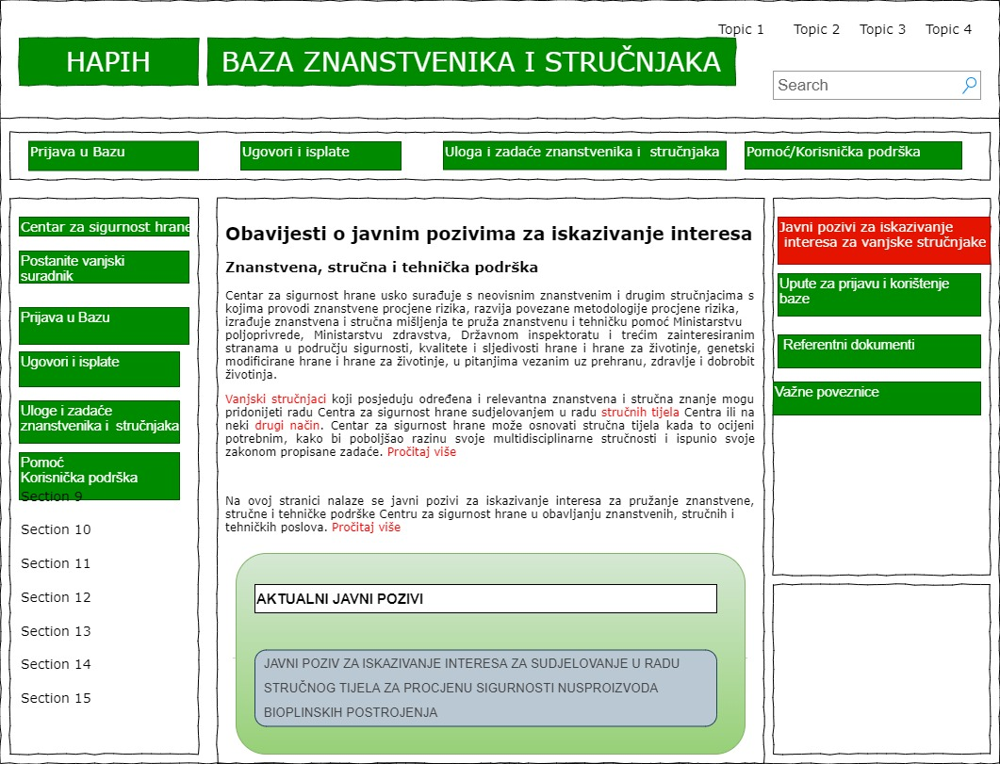 Topic 1 Topic 2 Topic 3 Topic 4
HAPIH BAZA ZNANSTVENIKA I STRUČNJAKA
Search
Prijava u Bazu
Ugovori i isplate
Uloga i zadaće znanstvenika i stručnjaka
Pomoć/Korisnička podrška
Centar za sigurnost hrane
Postanite vanjski
suradnik
Prijava u Bazu
Ugovori i isplate
Uloge i zadaće
znanstvenika i stručnjaka
Pomoć
Korisnička podrška
Section 9
Section 10
Section 11
Section 12
Section 13
Section 14
Section 15
Obavijesti o javnim pozivima za iskazivanje interesa
Znanstvena, stručna i tehnička podrška
Centar za sigurnost hrane usko surađuje s neovisnim znanstvenim i drugim stručnjacima s
kojima provodi znanstvene procjene rizika, razvija povezane metodologije procjene rizika,
izrađuje znanstvena i stručna mišljenja te pruža znanstvenu i tehničku pomoć Ministarstvu
poljoprivrede, Ministarstvu zdravstva, Državnom inspektoratu i trećim zainteresiranim
stranama u području sigurnosti, kvalitete i sljedivosti hrane i hrane za životinje, genetski
modificirane hrane i hrane za životinje, u pitanjima vezanim uz prehranu, zdravlje i dobrobit
životinja.
Vanjski stručnjaci koji posjeduju određena i relevantna znanstvena i stručna znanje mogu
pridonijeti radu Centra za sigurnost hrane sudjelovanjem u radu stručnih tijela Centra ili na
neki drugi način. Centar za sigurnost hrane može osnovati stručna tijela kada to ocijeni
potrebnim, kako bi poboljšao razinu svoje multidisciplinarne stručnosti i ispunio svoje
zakonom propisane zadaće. Pročitaj više
Na ovoj stranici nalaze se javni pozivi za iskazivanje interesa za pružanje znanstvene,
stručne i tehničke podrške Centru za sigurnost hrane u obavljanju znanstvenih, stručnih i
tehničkih poslova. Pročitaj više
AKTUALNI JAVNI POZIVI
JAVNI POZIV ZA ISKAZIVANJE INTERESA ZA SUDJELOVANJE U RADU
STRUČNOG TIJELA ZA PROCJENU SIGURNOSTI NUSPROIZVODA
BIOPLINSKIH POSTROJENJA
Javni pozivi za iskazivanje
interesa za vanjske stručnjake
Upute za prijavu i korištenje
baze
Referentni dokumenti
Važne poveznice